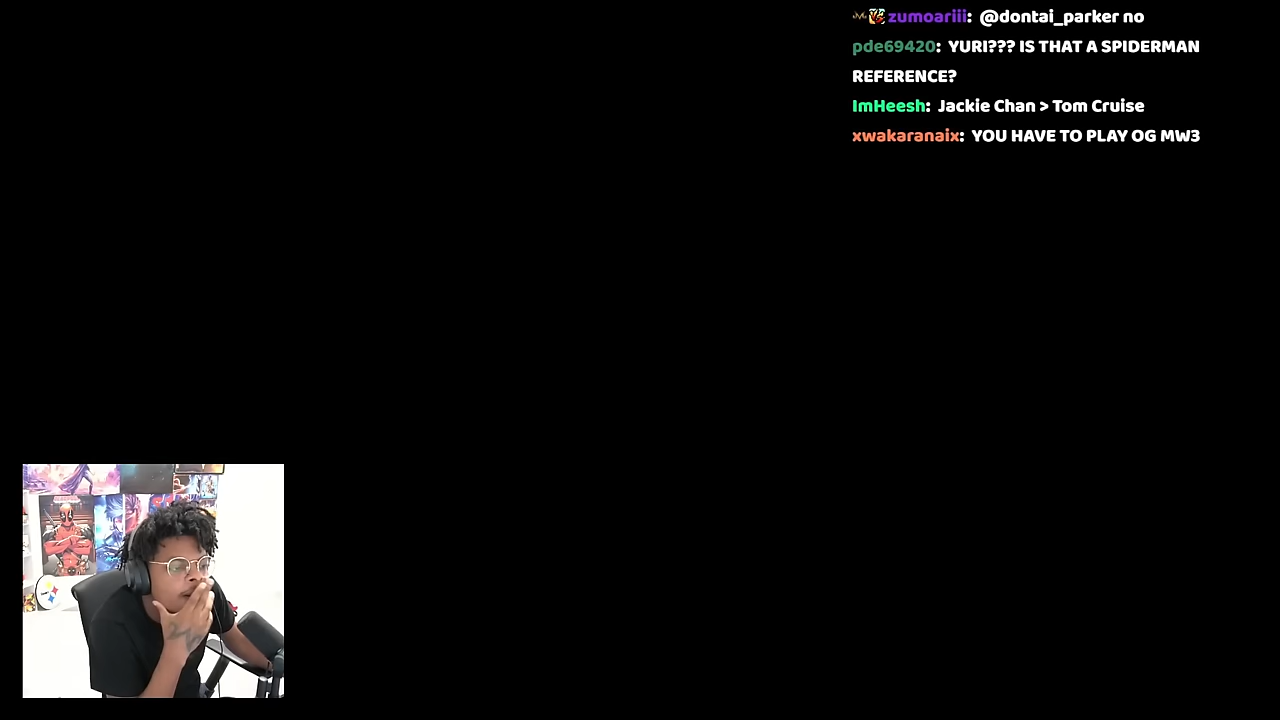 zumoariii: @dontai_parker no
pde69420: YURI??? IS THAT A SPIDERMAN
REFERENCE?
ImHeesh: Jackie Chan > Tom Cruise
xwakaranaix: YOU HAVE TO PLAY OG MW3